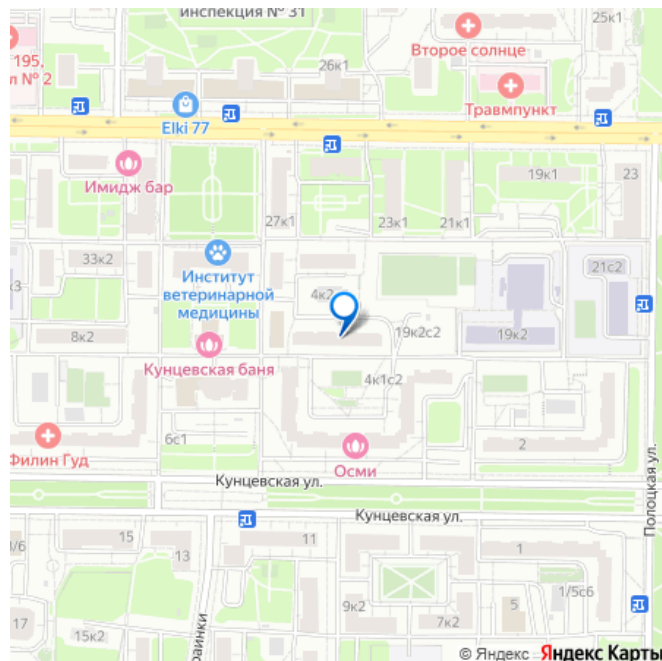 инспекция № 31
25к1
195,
л № 2
26к1
Второе солнце
Травмпункт
Elki 77
Имидж бар
19к1
23
27к1
23к1
21к1
33к2
Институт
ветеринарной
медицины
4к2
21с2
к3
8к2
19к2с2
19к2
Кунцевская баня
4к1с2
Филин Гуд
6с1
Осми
2
Кунцевская ул.
Кунцевская ул.
Полоцкая ул.
15
13
11
1
/6
1/5с6
17
15к2
раинки
9к2
7к2
5
© Яндекс Яндекс Карты